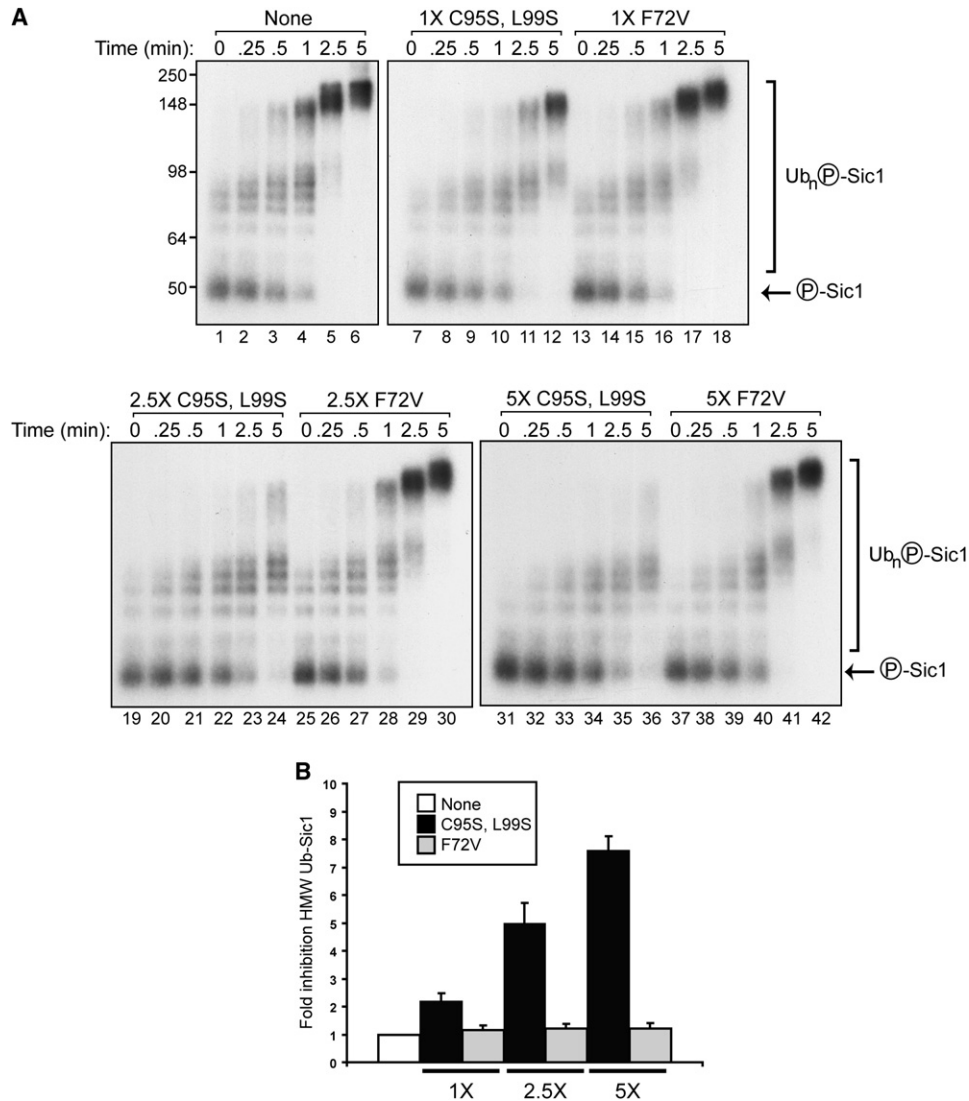 A
None 1X C95S, L99S 1X F72V
Time (min): 0 .25 .5 1 2.5 5 0 .25 .5 1 2.5 5 0 .25 .5 1 2.5 5
250
148
98
64
50
UbnⓅ-Sic1
Ⓟ-Sic1
1 2 3 4 5 6 7 8 9 10 11 12 13 14 15 16 17 18
2.5X C95S, L99S 2.5X F72V 5X C95S, L99S 5X F72V
Time (min): 0 .25 .5 1 2.5 5 0 .25 .5 1 2.5 5 0 .25 .5 1 2.5 5 0 .25 .5 1 2.5 5
UbnⓅ-Sic1
Ⓟ-Sic1
19 20 21 22 23 24 25 26 27 28 29 30 31 32 33 34 35 36 37 38 39 40 41 42
B
Fold inhibition HMW Ub-Sic1
10
9
8
7
6
5
4
3
2
1
0
None
C95S, L99S
F72V
1X 2.5X 5X